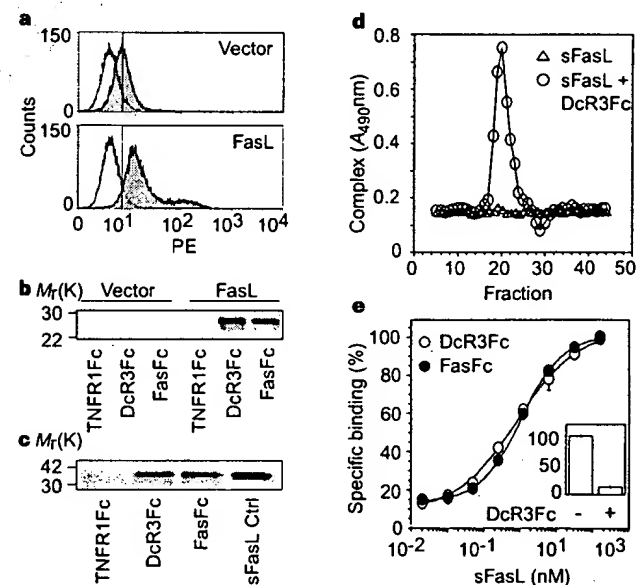 a
150
Vector
0
150
FasL
0
Counts
0 10¹ 10² 10³ 10⁴
PE
b Mr(K) Vector FasL
30
22
TNFR1Fc
DcR3Fc
FasFc
TNFR1Fc
DcR3Fc
FasFc
c Mr(K)
42
30
TNFR1Fc
DcR3Fc
FasFc
sFasL Ctrl
d
0.8
0.6
0.4
0.2
0
Complex (A490nm)
△ sFasL
○ sFasL +
DcR3Fc
0 10 20 30 40 50
Fraction
e
100
80
60
40
20
0
Specific binding (%)
○ DcR3Fc
● FasFc
100
50
0
DcR3Fc - +
10⁻² 10⁻¹ 10¹ 10³
sFasL (nM)